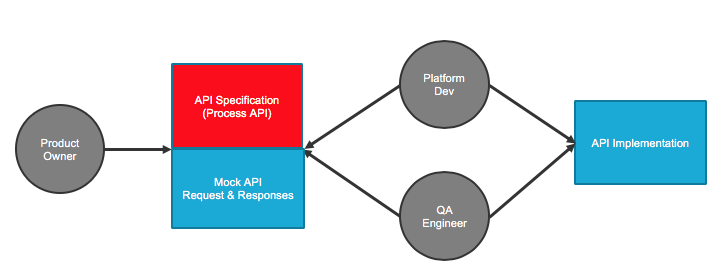 Product
Owner
API Specification
(Process API)
Mock API
Request & Responses
Platform
Dev
QA
Engineer
API Implementation